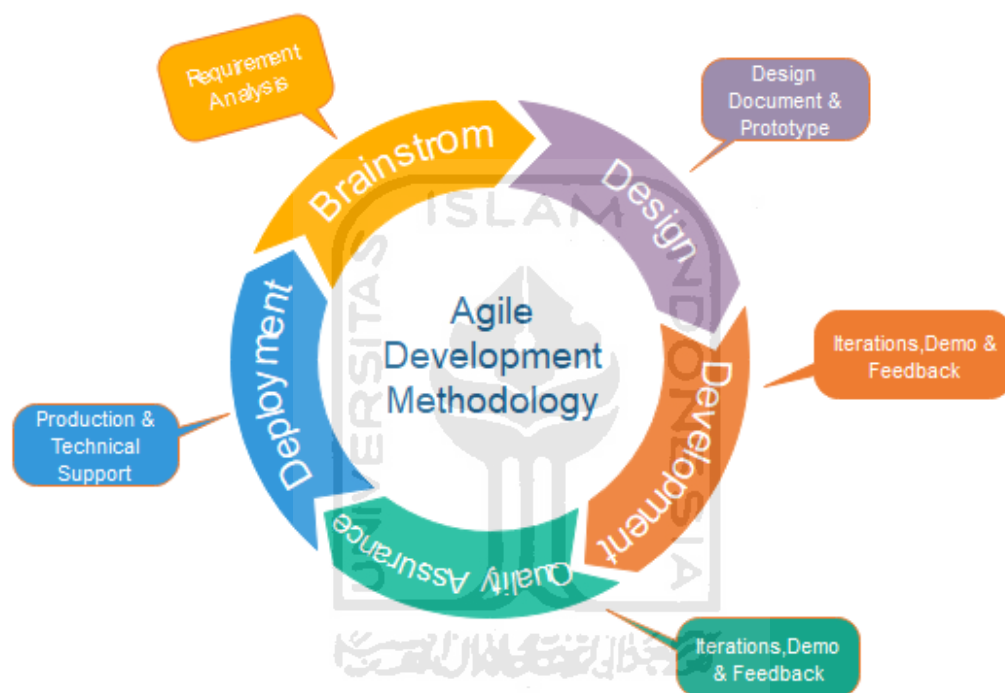 Requirement
Analysis
Brainstrom
Design
Document &
Prototype
Design
Agile
Development
Methodology
Iterations,Demo &
Feedback
Development
Production &
Technical
Support
Deployment
Quality Assurance
Iterations,Demo
& Feedback
UNIVERSITAS
ISLAM
INDONESIA